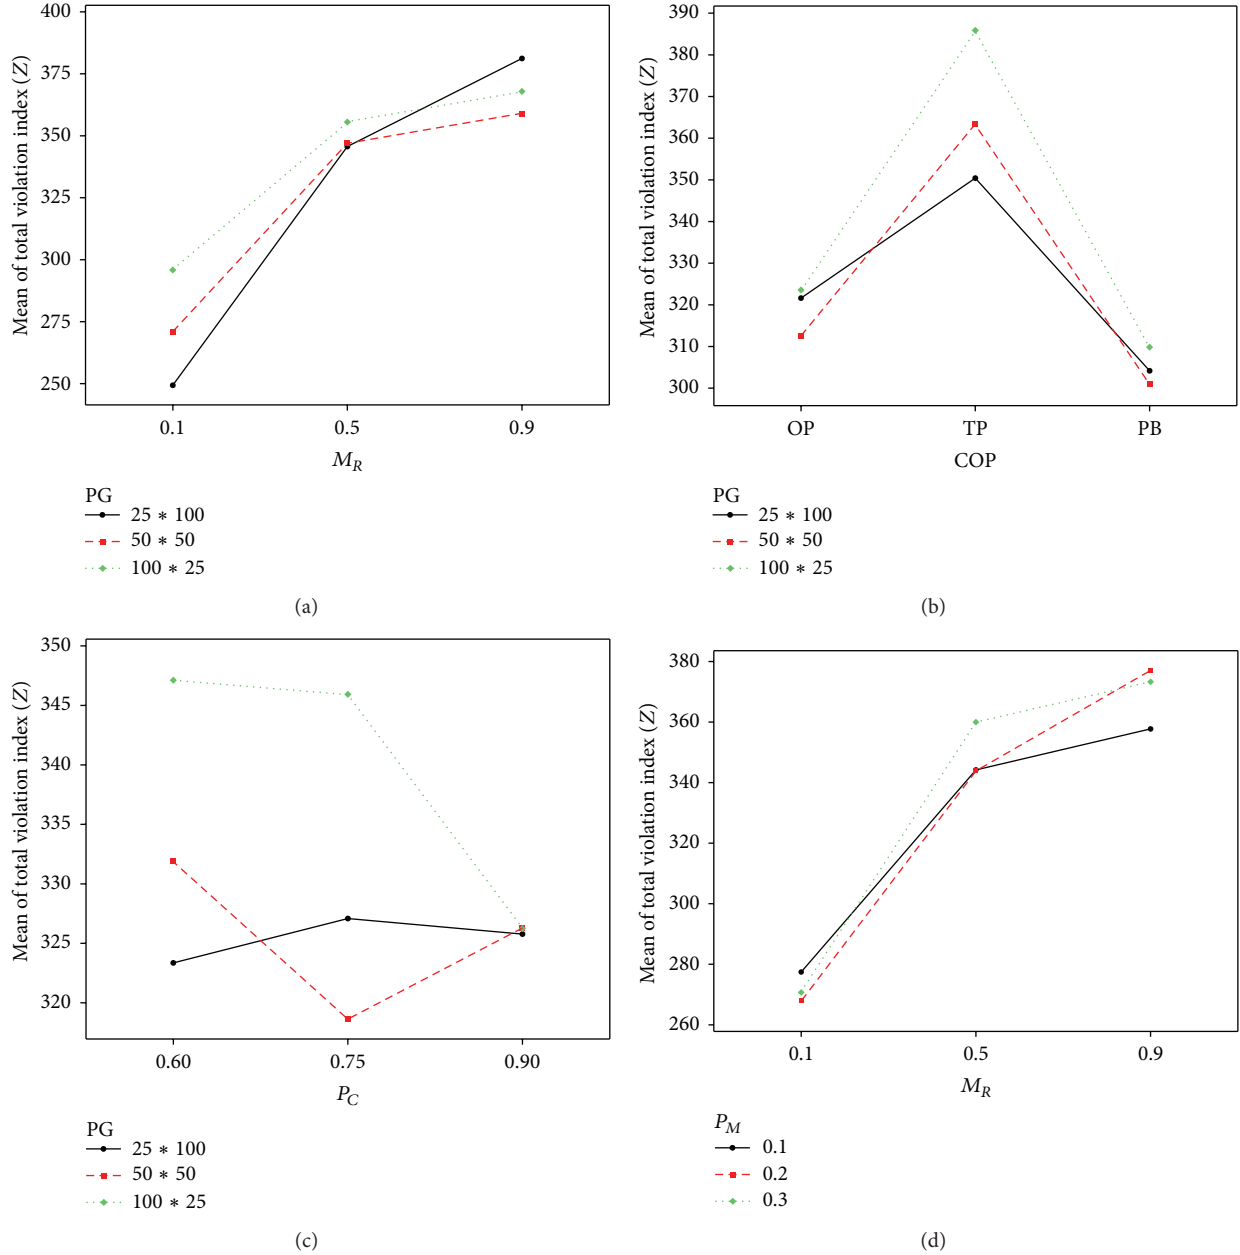 Mean of total violation index (Z)
400
375
350
325
300
275
250
0.1 0.5 0.9
M_R
PG
25 ∗ 100
50 ∗ 50
100 ∗ 25
(a)
Mean of total violation index (Z)
390
380
370
360
350
340
330
320
310
300
OP TP PB
COP
PG
25 ∗ 100
50 ∗ 50
100 ∗ 25
(b)
Mean of total violation index (Z)
350
345
340
335
330
325
320
0.60 0.75 0.90
P_C
PG
25 ∗ 100
50 ∗ 50
100 ∗ 25
(c)
Mean of total violation index (Z)
380
360
340
320
300
280
260
0.1 0.5 0.9
M_R
P_M
0.1
0.2
0.3
(d)